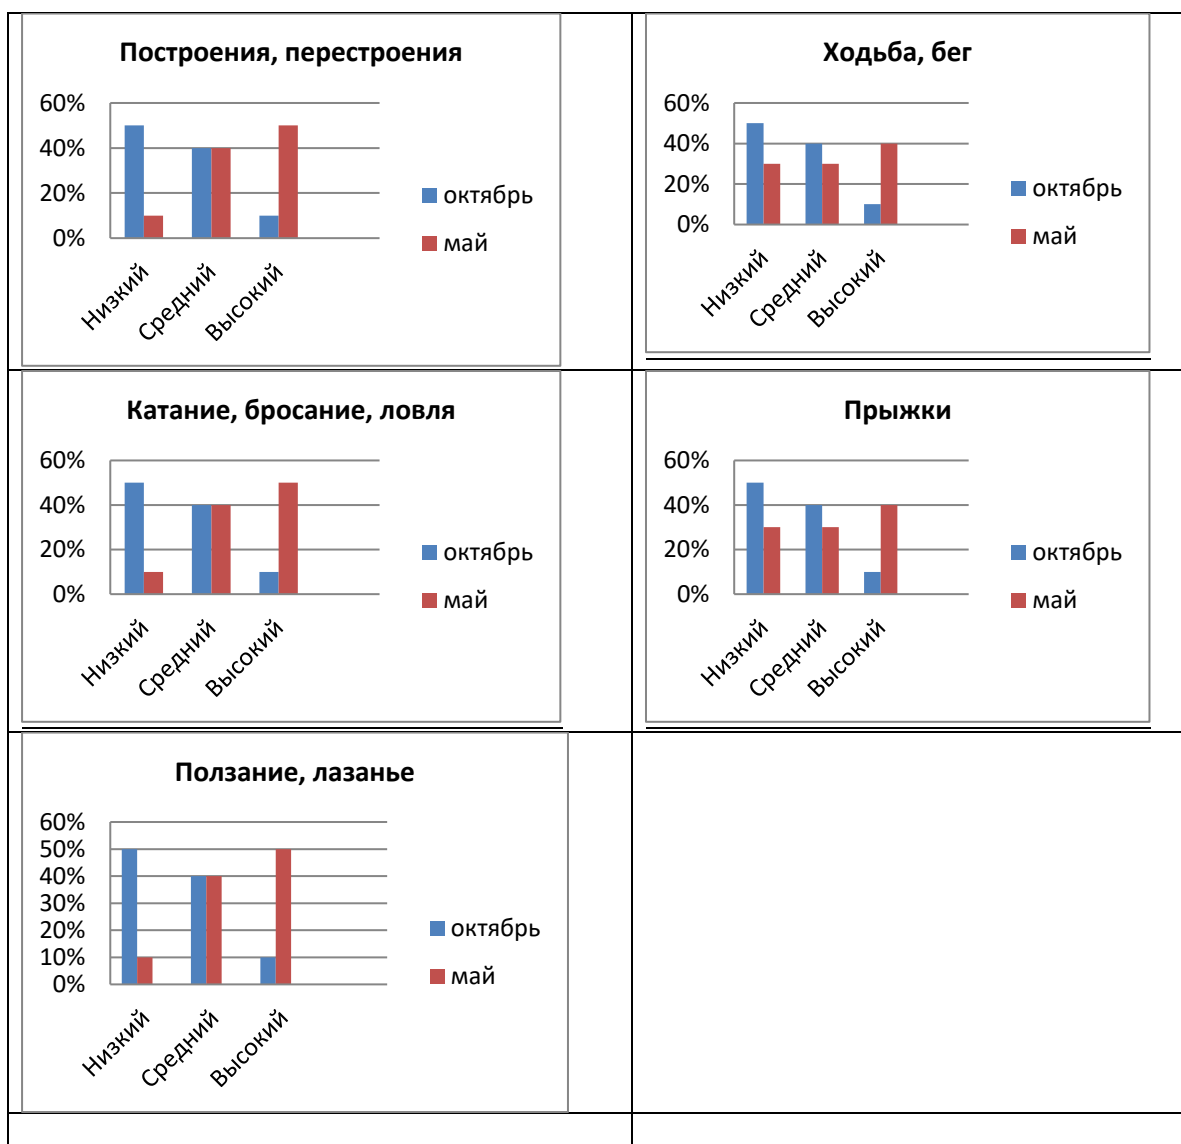 Построения, перестроения
60%
40%
20%
0%
Низкий
Средний
Высокий
октябрь
май
Ходьба, бег
60%
40%
20%
0%
Низкий
Средний
Высокий
октябрь
май
Катание, бросание, ловля
60%
40%
20%
0%
Низкий
Средний
Высокий
октябрь
май
Прыжки
60%
40%
20%
0%
Низкий
Средний
Высокий
октябрь
май
Ползание, лазанье
60%
50%
40%
30%
20%
10%
0%
Низкий
Средний
Высокий
октябрь
май